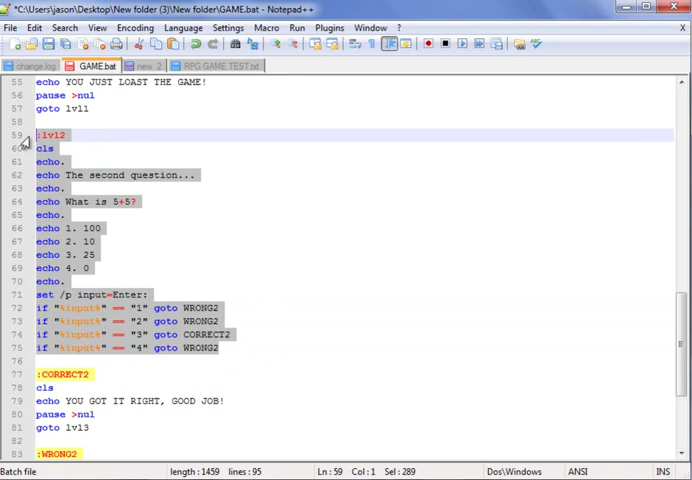 *C:\Users\jason\Desktop\New folder (3)\New folder\GAME.bat - Notepad++
File Edit Search View Encoding Language Settings Macro Run Plugins Window ? X
change.log GAME.bat new 2 RPG GAME TEST.txt
55 echo YOU JUST LOAST THE GAME!
56 pause >nul
57 goto lvl1
58
59 :lvl2
60 cls
61 echo.
62 echo The second question...
63 echo.
64 echo What is 5+5?
65 echo.
66 echo 1. 100
67 echo 2. 10
68 echo 3. 25
69 echo 4. 0
70 echo.
71 set /p input=Enter:
72 if "%input%" == "1" goto WRONG2
73 if "%input%" == "2" goto WRONG2
74 if "%input%" == "3" goto CORRECT2
75 if "%input%" == "4" goto WRONG2
76
77 :CORRECT2
78 cls
79 echo YOU GOT IT RIGHT, GOOD JOB!
80 pause >nul
81 goto lvl3
82
83 :WRONG2
Batch file length : 1459 lines : 95 Ln : 59 Col : 1 Sel : 289 Dos\Windows ANSI INS